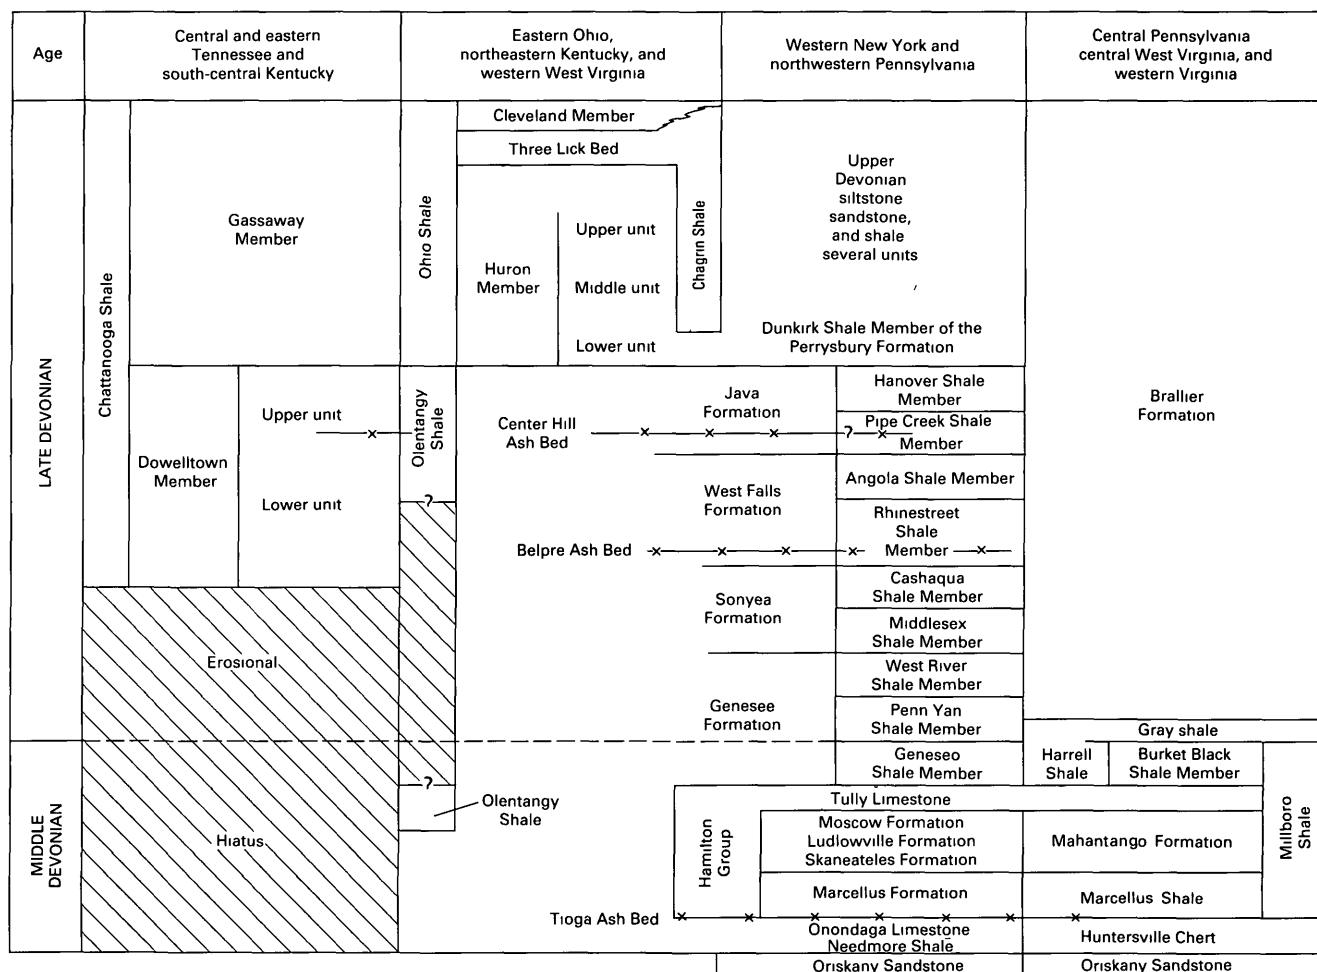 Age
Central and eastern
Tennessee and
south-central Kentucky
Eastern Ohio,
northeastern Kentucky, and
western West Virginia
Western New York and
northwestern Pennsylvania
Central Pennsylvania
central West Virginia, and
western Virginia
LATE DEVONIAN
MIDDLE
DEVONIAN
Chattanooga Shale
Gassaway
Member
Dowelltown
Member
Upper unit
Lower unit
Erosional
Hiatus
Ohio Shale
Olentangy
Shale
?
?
Olentangy
Shale
Cleveland Member
Three Lick Bed
Huron
Member
Upper unit
Middle unit
Lower unit
Chagrin Shale
Center Hill
Ash Bed
Belpre Ash Bed
Tioga Ash Bed
Upper
Devonian
siltstone
sandstone,
and shale
several units
Dunkirk Shale Member of the
Perrysbury Formation
Java
Formation
Hanover Shale
Member
Pipe Creek Shale
? Member
West Falls
Formation
Angola Shale Member
Rhinestreet
Shale
Member
Sonyea
Formation
Cashaqua
Shale Member
Middlesex
Shale Member
Genesee
Formation
West River
Shale Member
Penn Yan
Shale Member
Geneseo
Shale Member
Hamilton
Group
Tully Limestone
Moscow Formation
Ludlowville Formation
Skaneateles Formation
Marcellus Formation
Onondaga Limestone
Needmore Shale
Oriskany Sandstone
Brallier
Formation
Gray shale
Harrell
Shale
Burket Black
Shale Member
Millboro
Shale
Mahantango Formation
Marcellus Shale
Huntersville Chert
Oriskany Sandstone